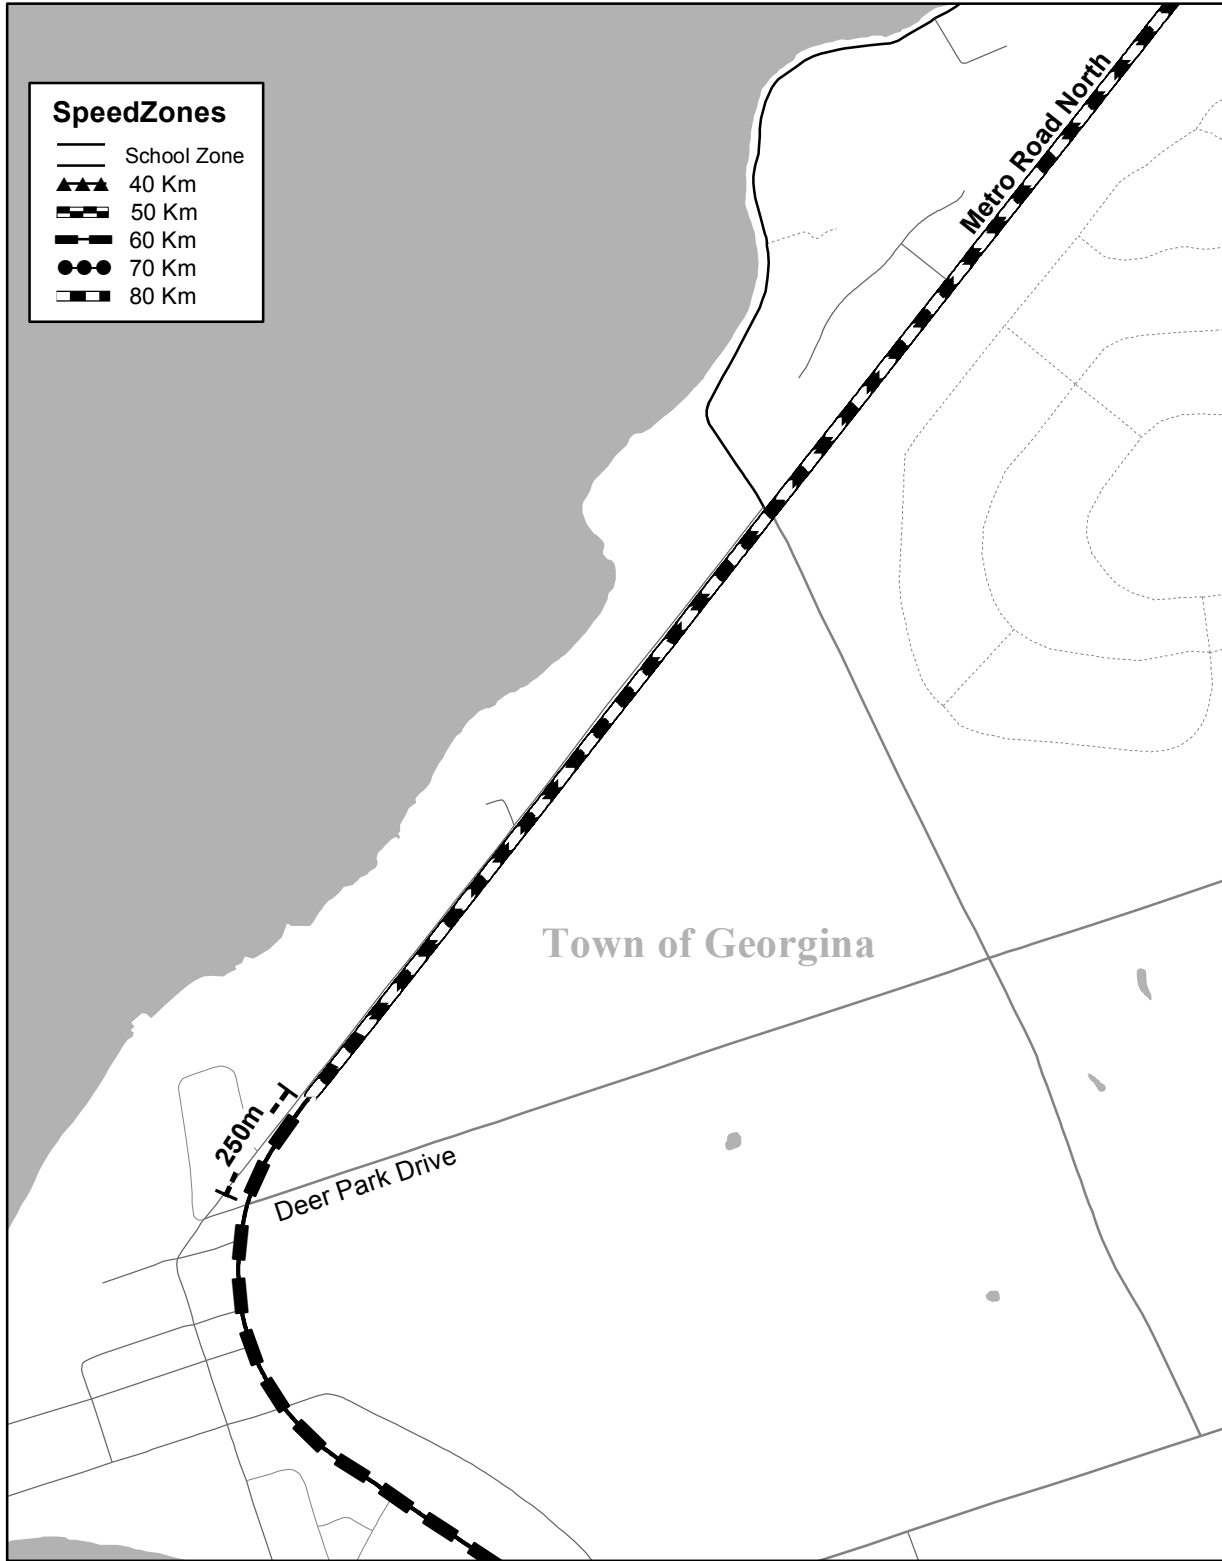 SpeedZones
School Zone
40 Km
50 Km
60 Km
70 Km
80 Km
Metro Road North
Town of Georgina
250m
Deer Park Drive